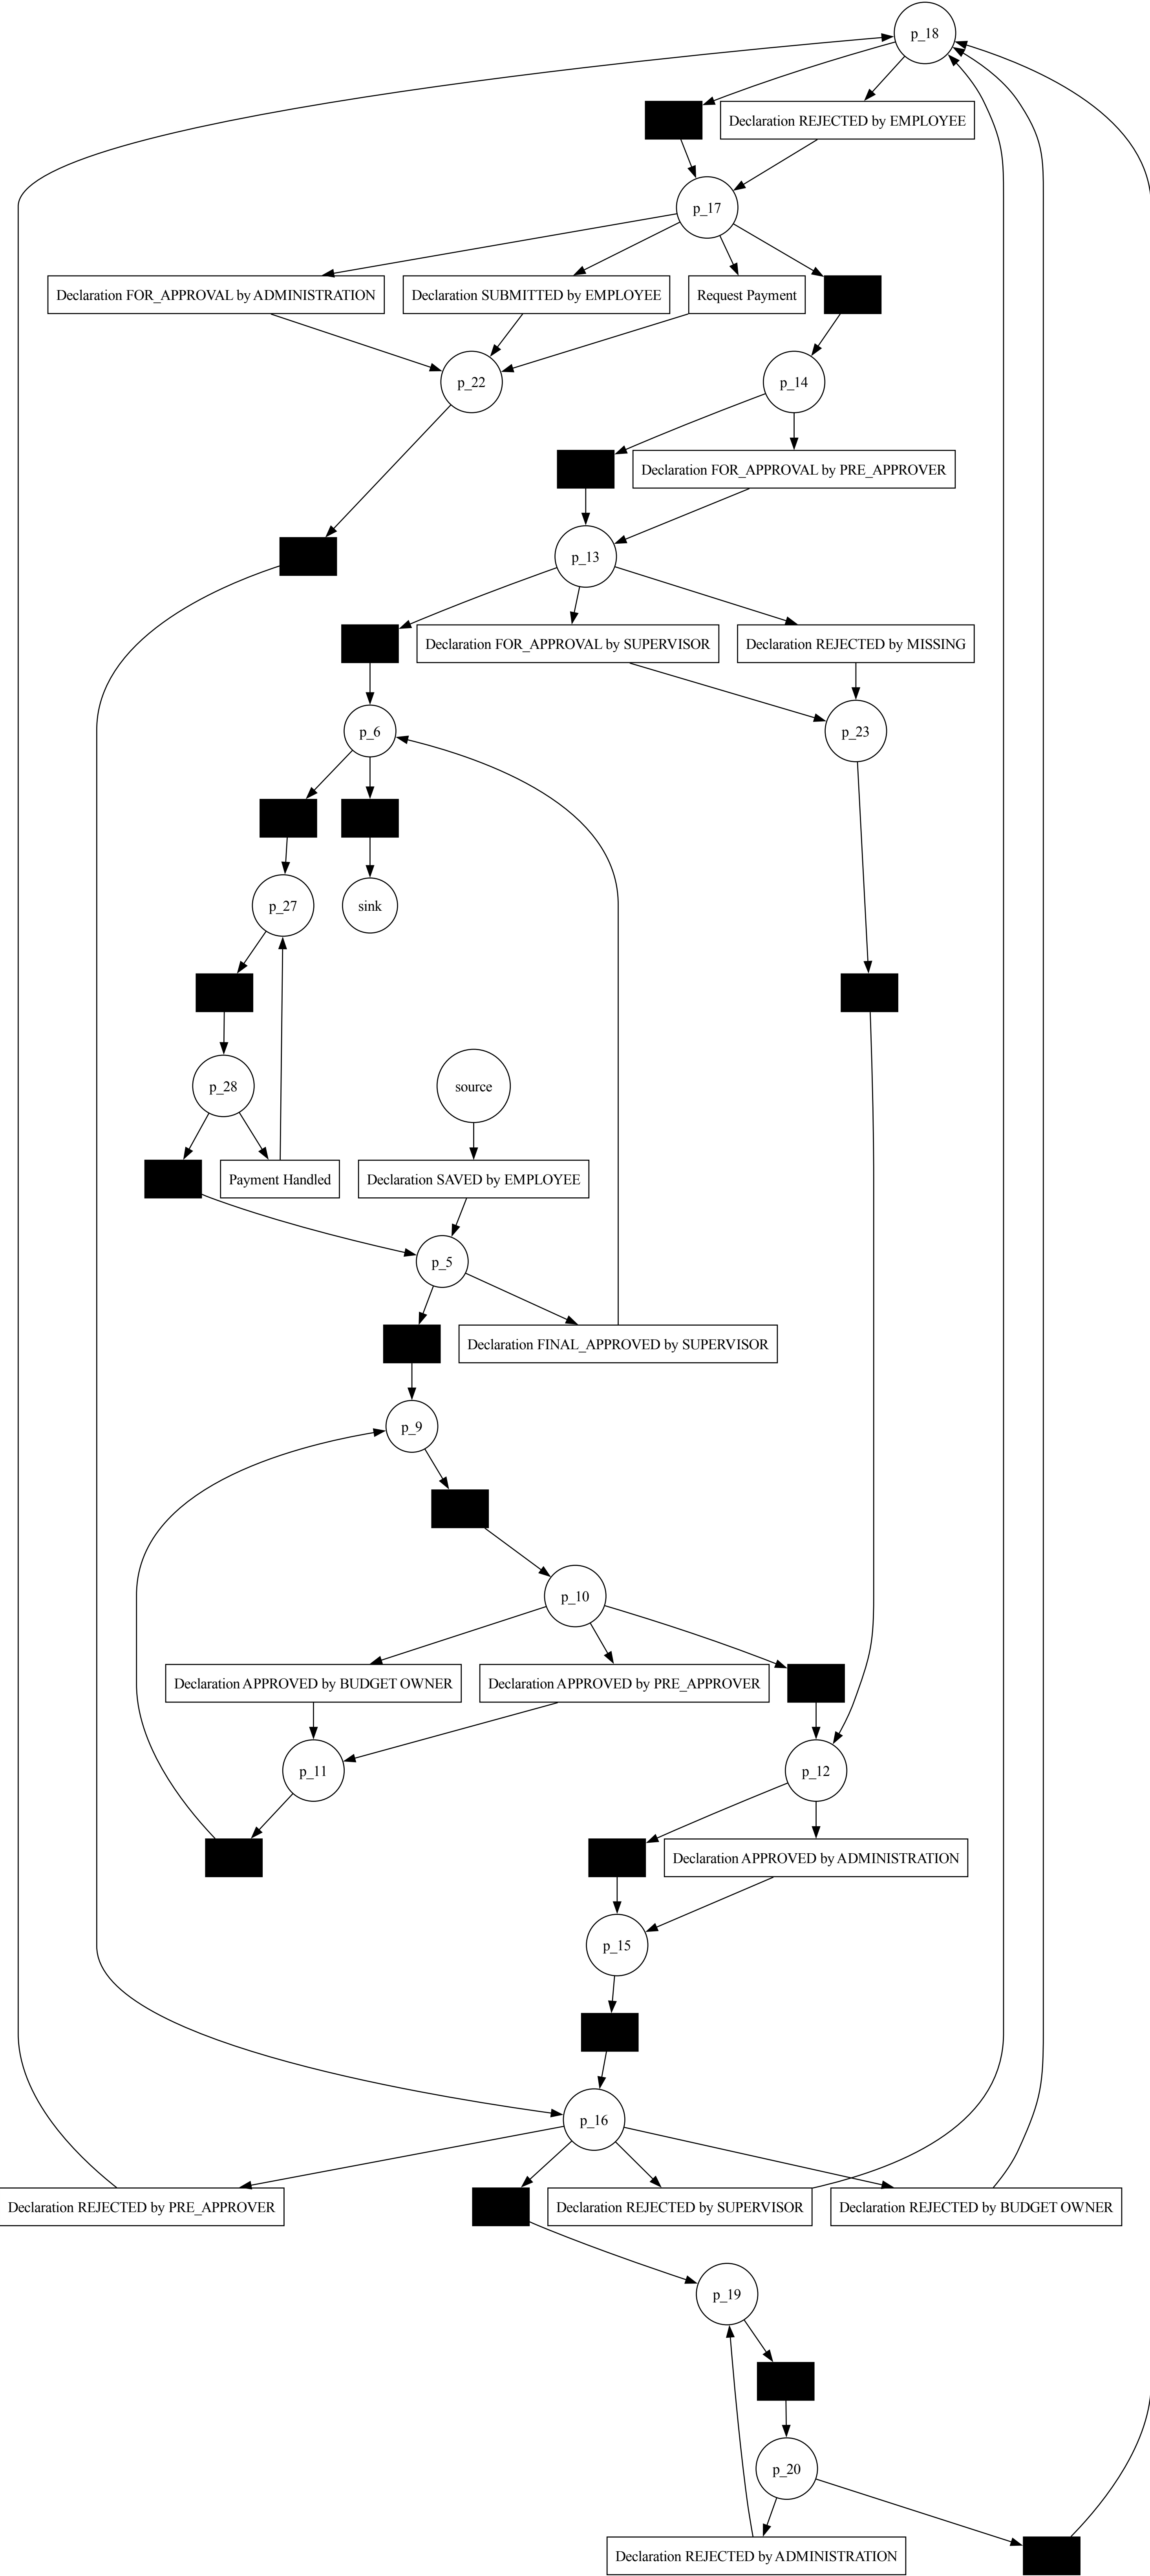 p_18
Declaration REJECTED by EMPLOYEE
p_17
Declaration FOR_APPROVAL by ADMINISTRATION
Declaration SUBMITTED by EMPLOYEE
Request Payment
p_22
p_14
Declaration FOR_APPROVAL by PRE_APPROVER
p_13
Declaration FOR_APPROVAL by SUPERVISOR
Declaration REJECTED by MISSING
p_6
p_23
p_27
sink
p_28
source
Payment Handled
Declaration SAVED by EMPLOYEE
p_5
Declaration FINAL_APPROVED by SUPERVISOR
p_9
p_10
Declaration APPROVED by BUDGET OWNER
Declaration APPROVED by PRE_APPROVER
p_11
p_12
Declaration APPROVED by ADMINISTRATION
p_15
p_16
Declaration REJECTED by PRE_APPROVER
Declaration REJECTED by SUPERVISOR
Declaration REJECTED by BUDGET OWNER
p_19
p_20
Declaration REJECTED by ADMINISTRATION